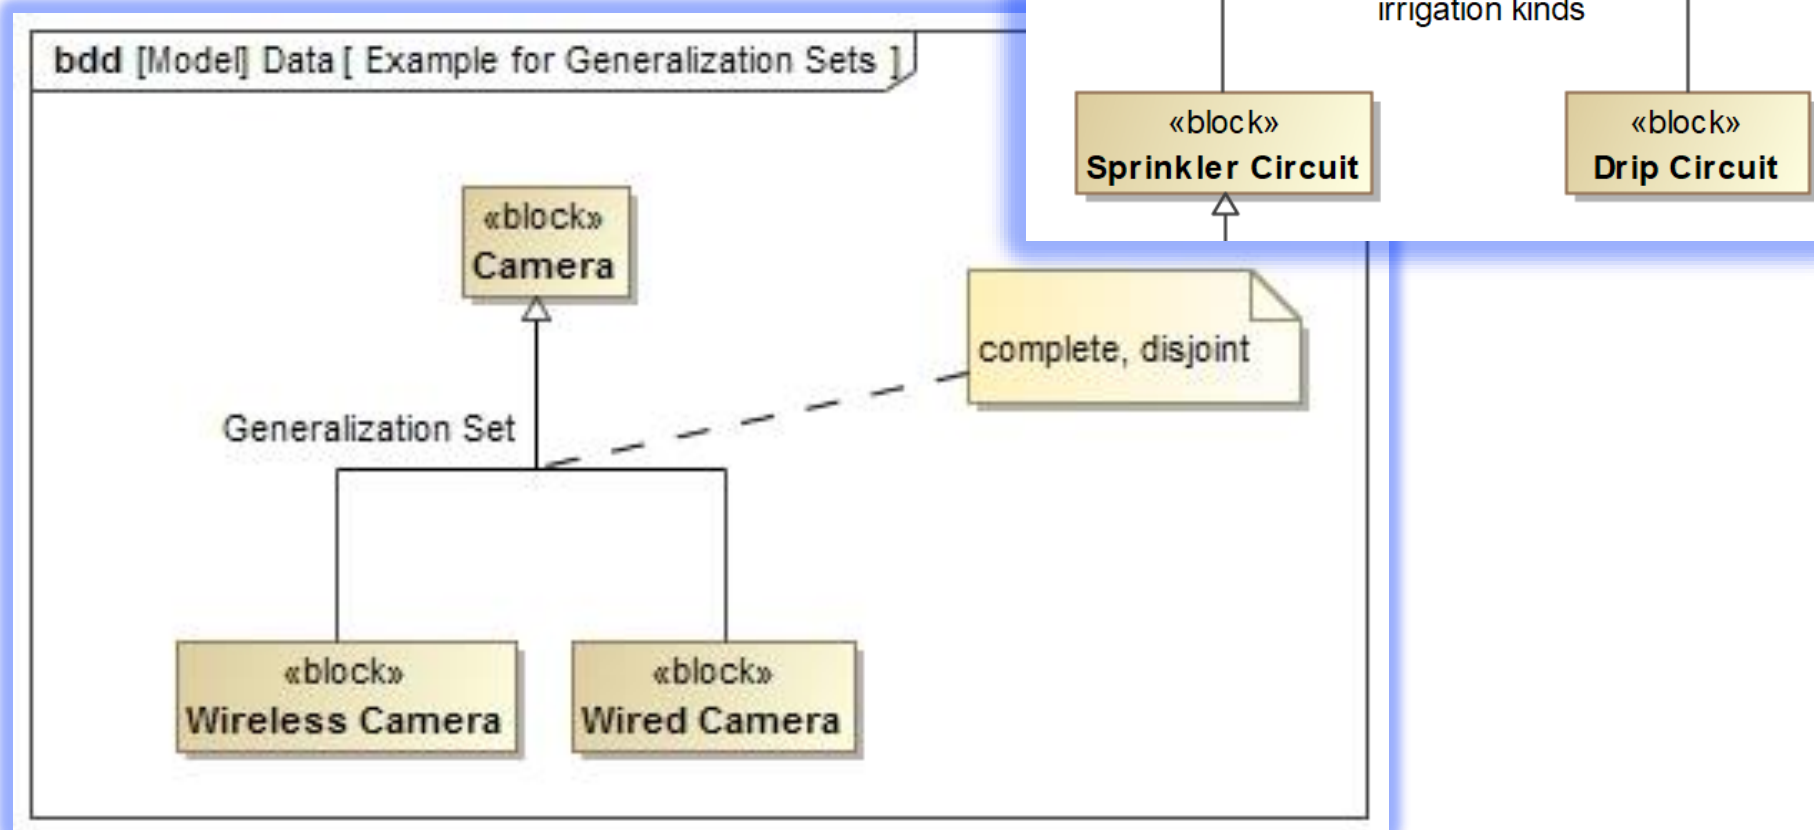 bdd [Model] Data [ Example for Generalization Sets ]
«block»
Camera
complete, disjoint
Generalization Set
«block»
Wireless Camera
«block»
Wired Camera
irrigation kinds
«block»
Sprinkler Circuit
«block»
Drip Circuit